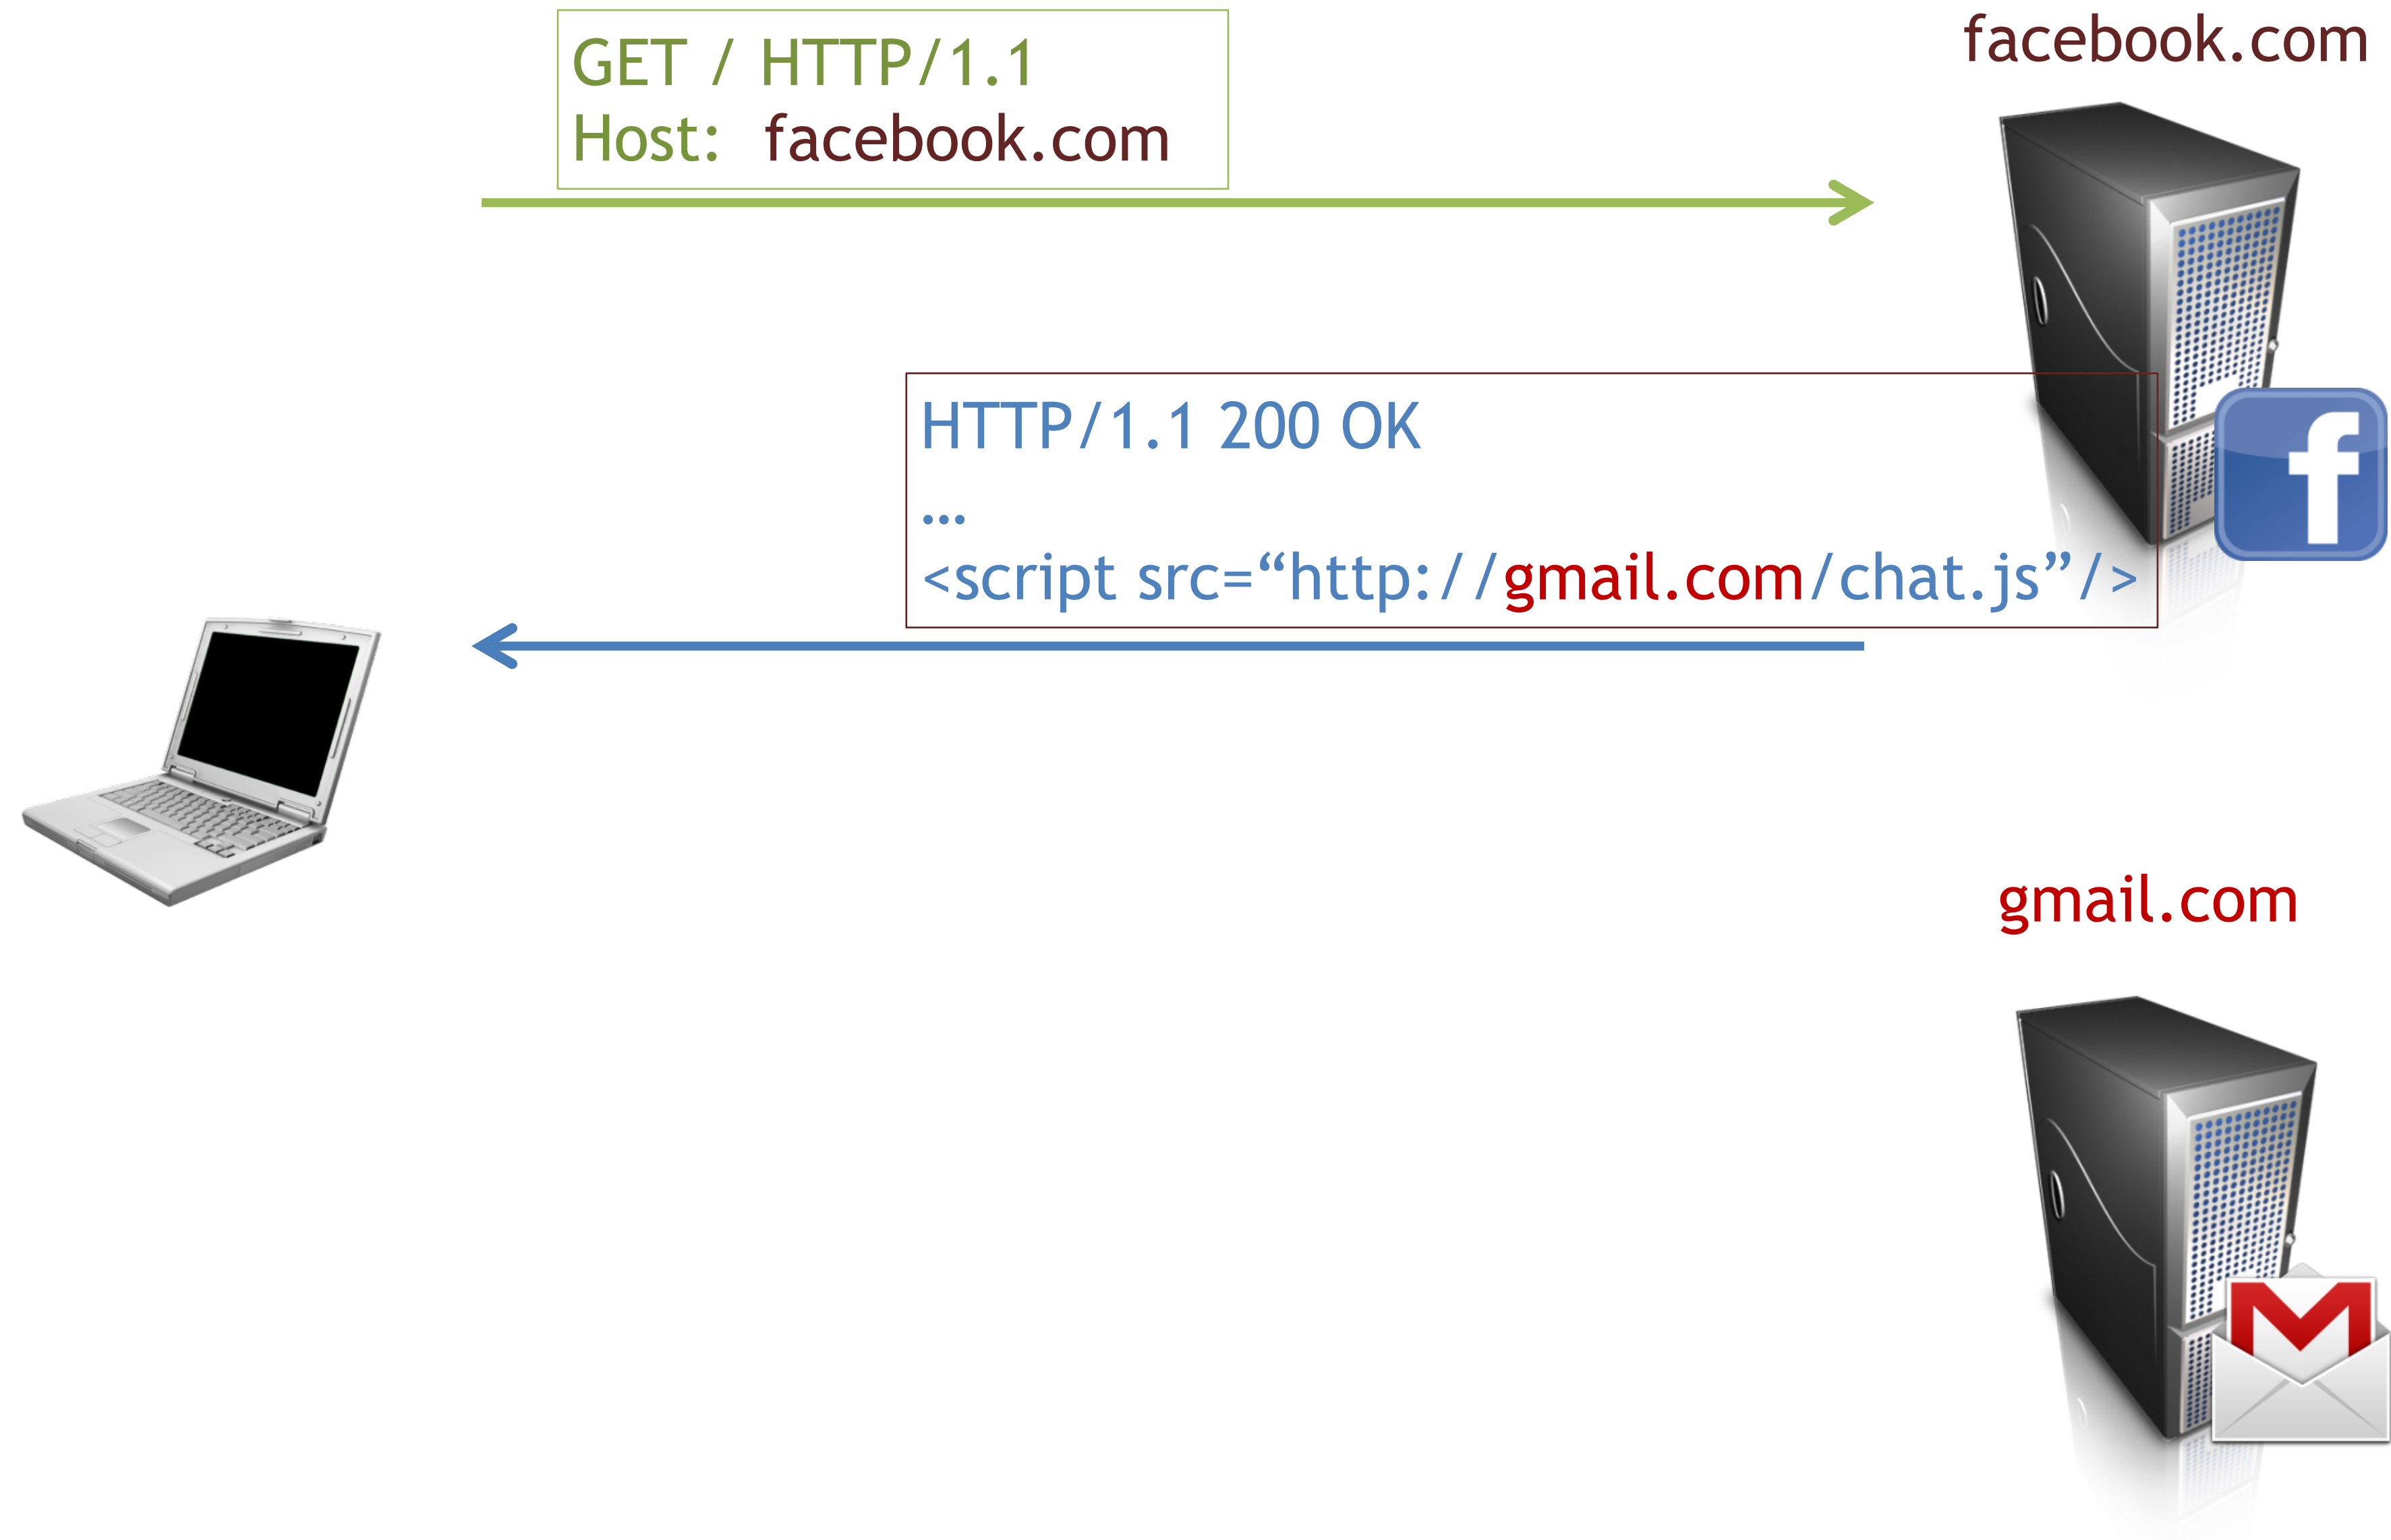 facebook.com
GET / HTTP/1.1
Host: facebook.com
HTTP/1.1 200 OK
...
<script src=“http://gmail.com/chat.js”/>
gmail.com